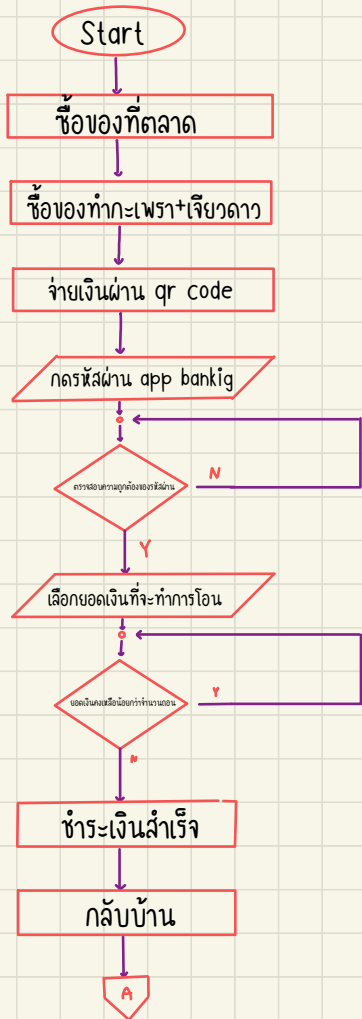 Start
ซื้อของที่ตลาด
ซื้อของทำกะเพรา+เจียวดาว
จ่ายเงินผ่าน qr code
กดรหัสผ่าน app bankig
ตรวจสอบความถูกต้องของรหัสผ่าน
N
Y
เลือกยอดเงินที่จะทำการโอน
ยอดเงินคงเหลือน้อยกว่าจำนวนถอน
Y
N
ชำระเงินสำเร็จ
กลับบ้าน
A